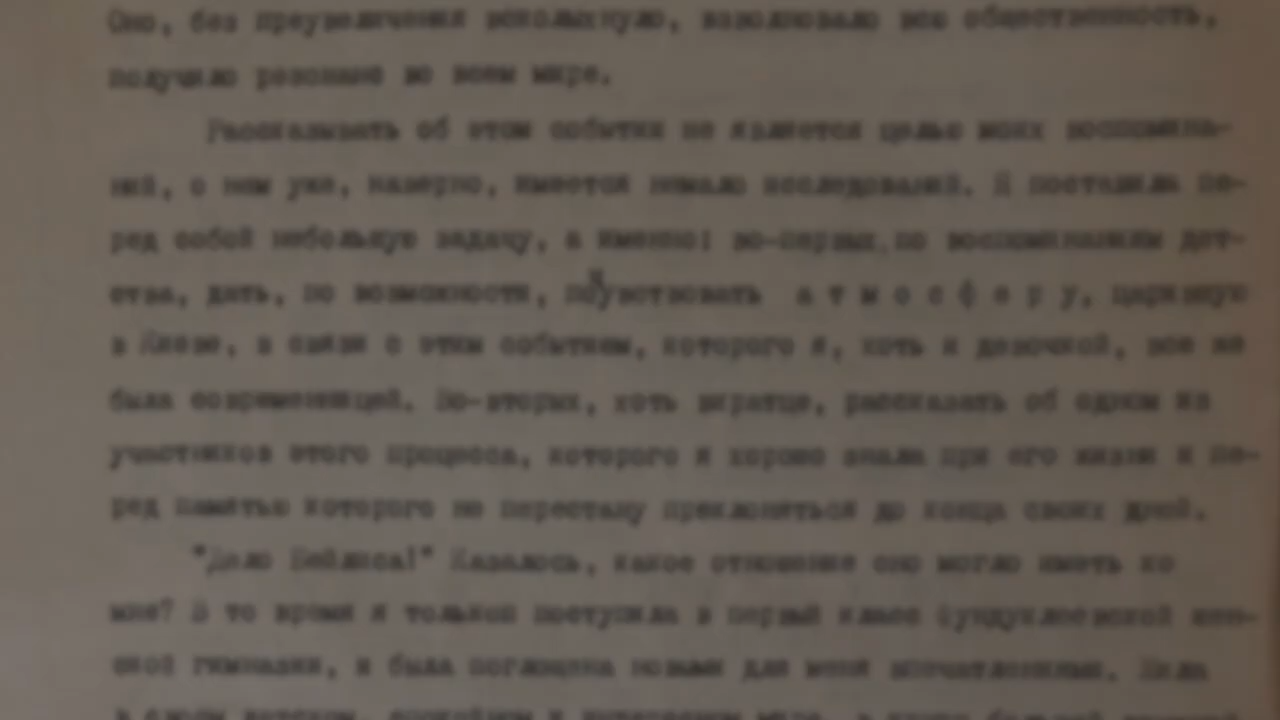 Оно, без преувеличения всколыхнуло, взволновало всю общественность,
получило резонанс во всем мире.
Рассказывать об этом событии не является целью моих воспомина-
ний, о нем уже, наверно, имеется немало исследований. Я поставила пе-
ред собой небольшую задачу, а именно: во-первых, по воспоминаниям дет-
ства, дать, по возможности, почувствовать а т м о с ф е р у, царившую
в Киеве, в связи с этим событием, которого я, хоть и девочкой, все же
была современницей. Во-вторых, хоть вкратце, рассказать об одном из
участников этого процесса, которого я хорошо знала при его жизни и пе-
ред памятью которого не перестану преклоняться до конца своих дней.
"Дело Бейлиса!" Казалось, какое отношение оно могло иметь ко
мне? В то время я только поступила в первый класс Фундуклеевской жен-
ской гимназии, и была поглощена новыми для меня впечатлениями. Жила